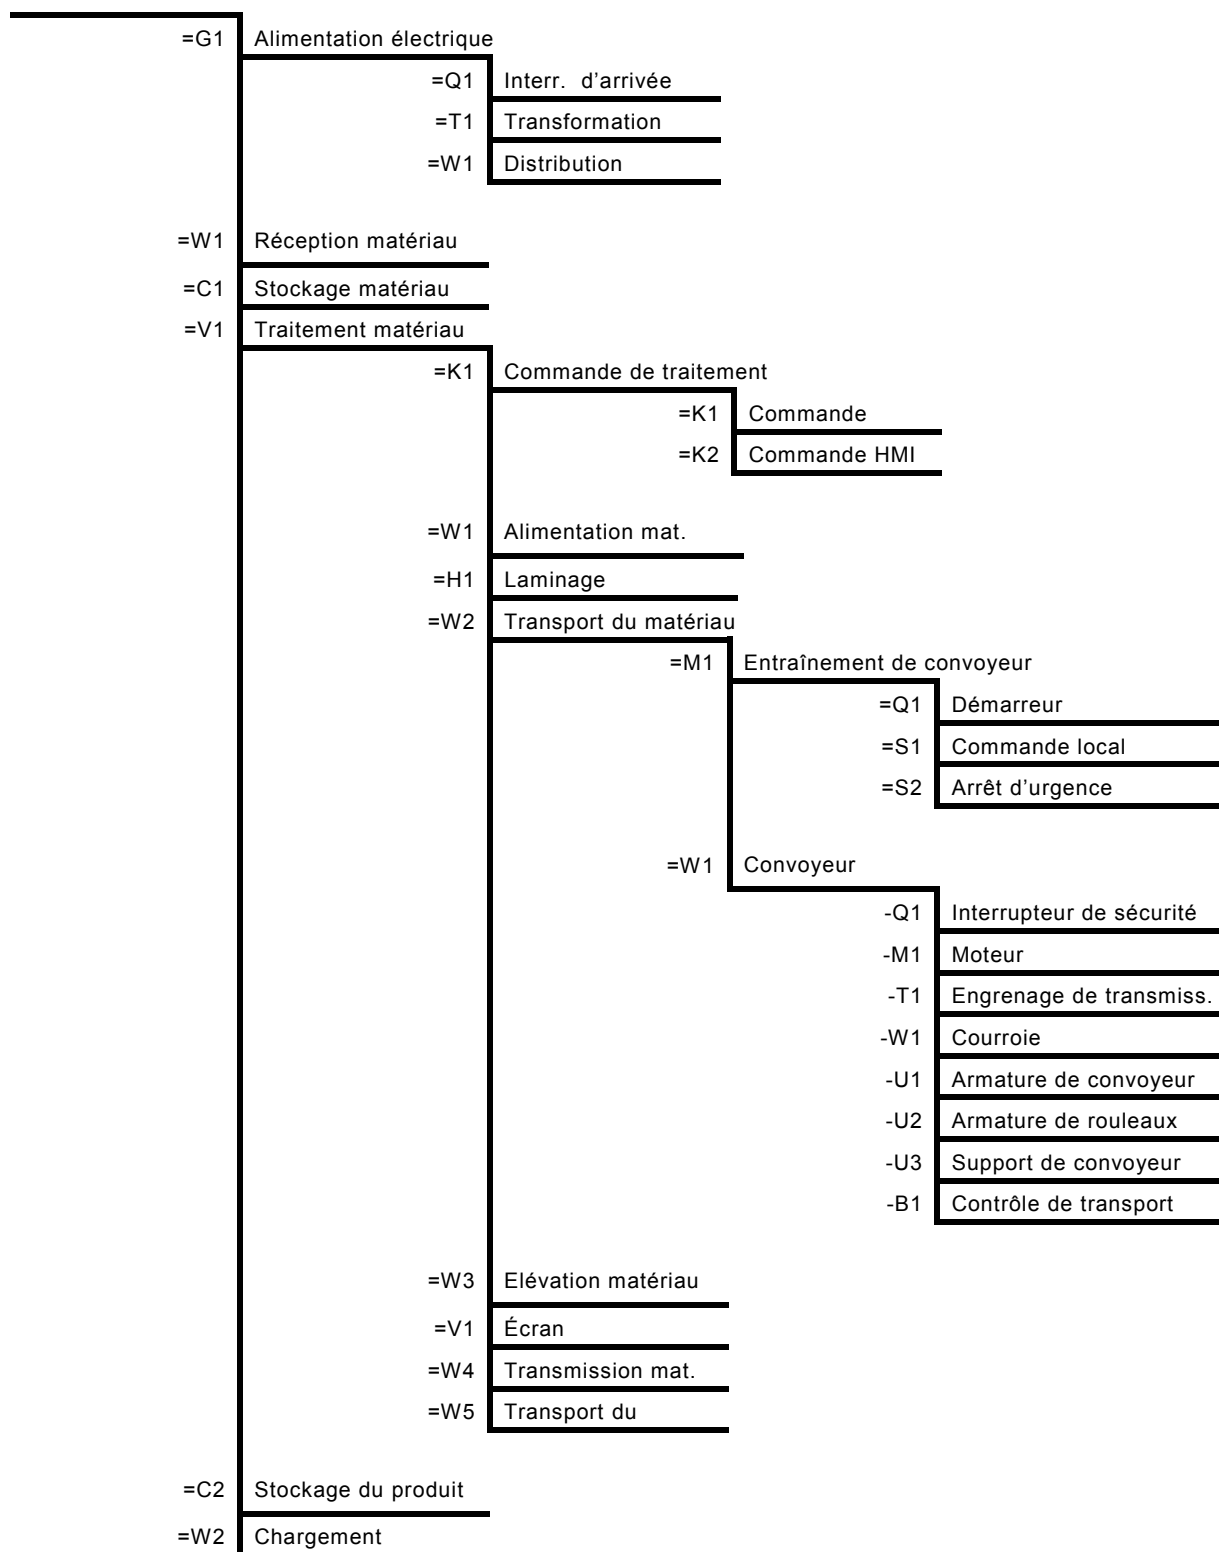 =G1 Alimentation électrique
=Q1 Interr. d’arrivée
=T1 Transformation
=W1 Distribution
=W1 Réception matériau
=C1 Stockage matériau
=V1 Traitement matériau
=K1 Commande de traitement
=K1 Commande
=K2 Commande HMI
=W1 Alimentation mat.
=H1 Laminage
=W2 Transport du matériau
=M1 Entraînement de convoyeur
=Q1 Démarreur
=S1 Commande local
=S2 Arrêt d’urgence
=W1 Convoyeur
-Q1 Interrupteur de sécurité
-M1 Moteur
-T1 Engrenage de transmiss.
-W1 Courroie
-U1 Armature de convoyeur
-U2 Armature de rouleaux
-U3 Support de convoyeur
-B1 Contrôle de transport
=W3 Elévation matériau
=V1 Écran
=W4 Transmission mat.
=W5 Transport du
=C2 Stockage du produit
=W2 Chargement